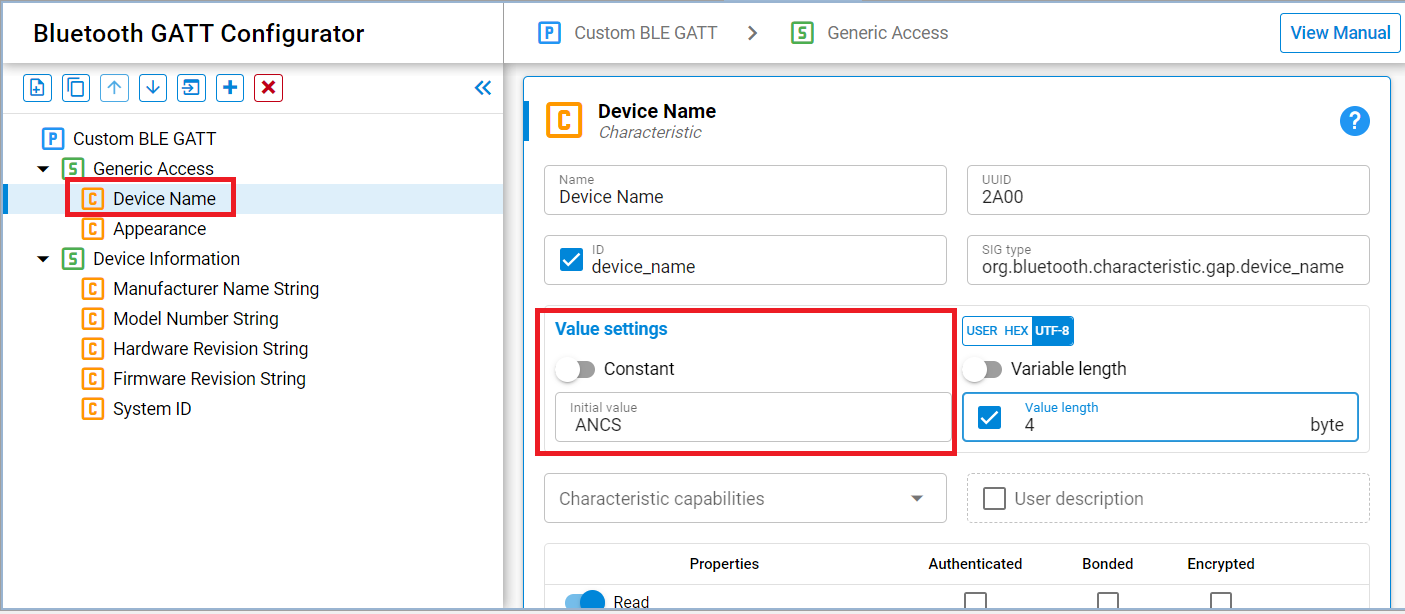 Bluetooth GATT Configurator
P Custom BLE GATT > S Generic Access
View Manual
P Custom BLE GATT
S Generic Access
C Device Name
C Appearance
S Device Information
C Manufacturer Name String
C Model Number String
C Hardware Revision String
C Firmware Revision String
C System ID
C Device Name
Characteristic
?
Name
Device Name
UUID
2A00
ID
device_name
SIG type
org.bluetooth.characteristic.gap.device_name
Value settings
USER HEX UTF-8
Constant
Variable length
Initial value
ANCS
Value length
4 byte
Characteristic capabilities
User description
Properties Authenticated Bonded Encrypted
Read